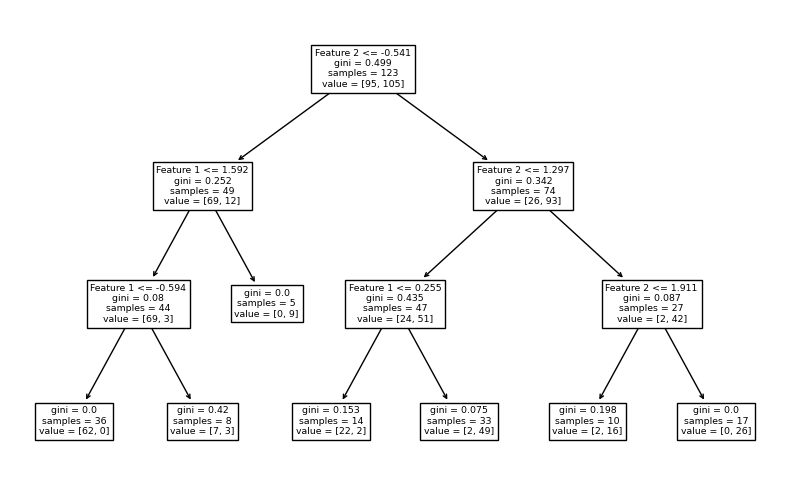 Feature 2 <= -0.541
gini = 0.499
samples = 123
value = [95, 105]
Feature 1 <= 1.592
gini = 0.252
samples = 49
value = [69, 12]
Feature 2 <= 1.297
gini = 0.342
samples = 74
value = [26, 93]
Feature 1 <= -0.594
gini = 0.08
samples = 44
value = [69, 3]
gini = 0.0
samples = 5
value = [0, 9]
Feature 1 <= 0.255
gini = 0.435
samples = 47
value = [24, 51]
Feature 2 <= 1.911
gini = 0.087
samples = 27
value = [2, 42]
gini = 0.0
samples = 36
value = [62, 0]
gini = 0.42
samples = 8
value = [7, 3]
gini = 0.153
samples = 14
value = [22, 2]
gini = 0.075
samples = 33
value = [2, 49]
gini = 0.198
samples = 10
value = [2, 16]
gini = 0.0
samples = 17
value = [0, 26]